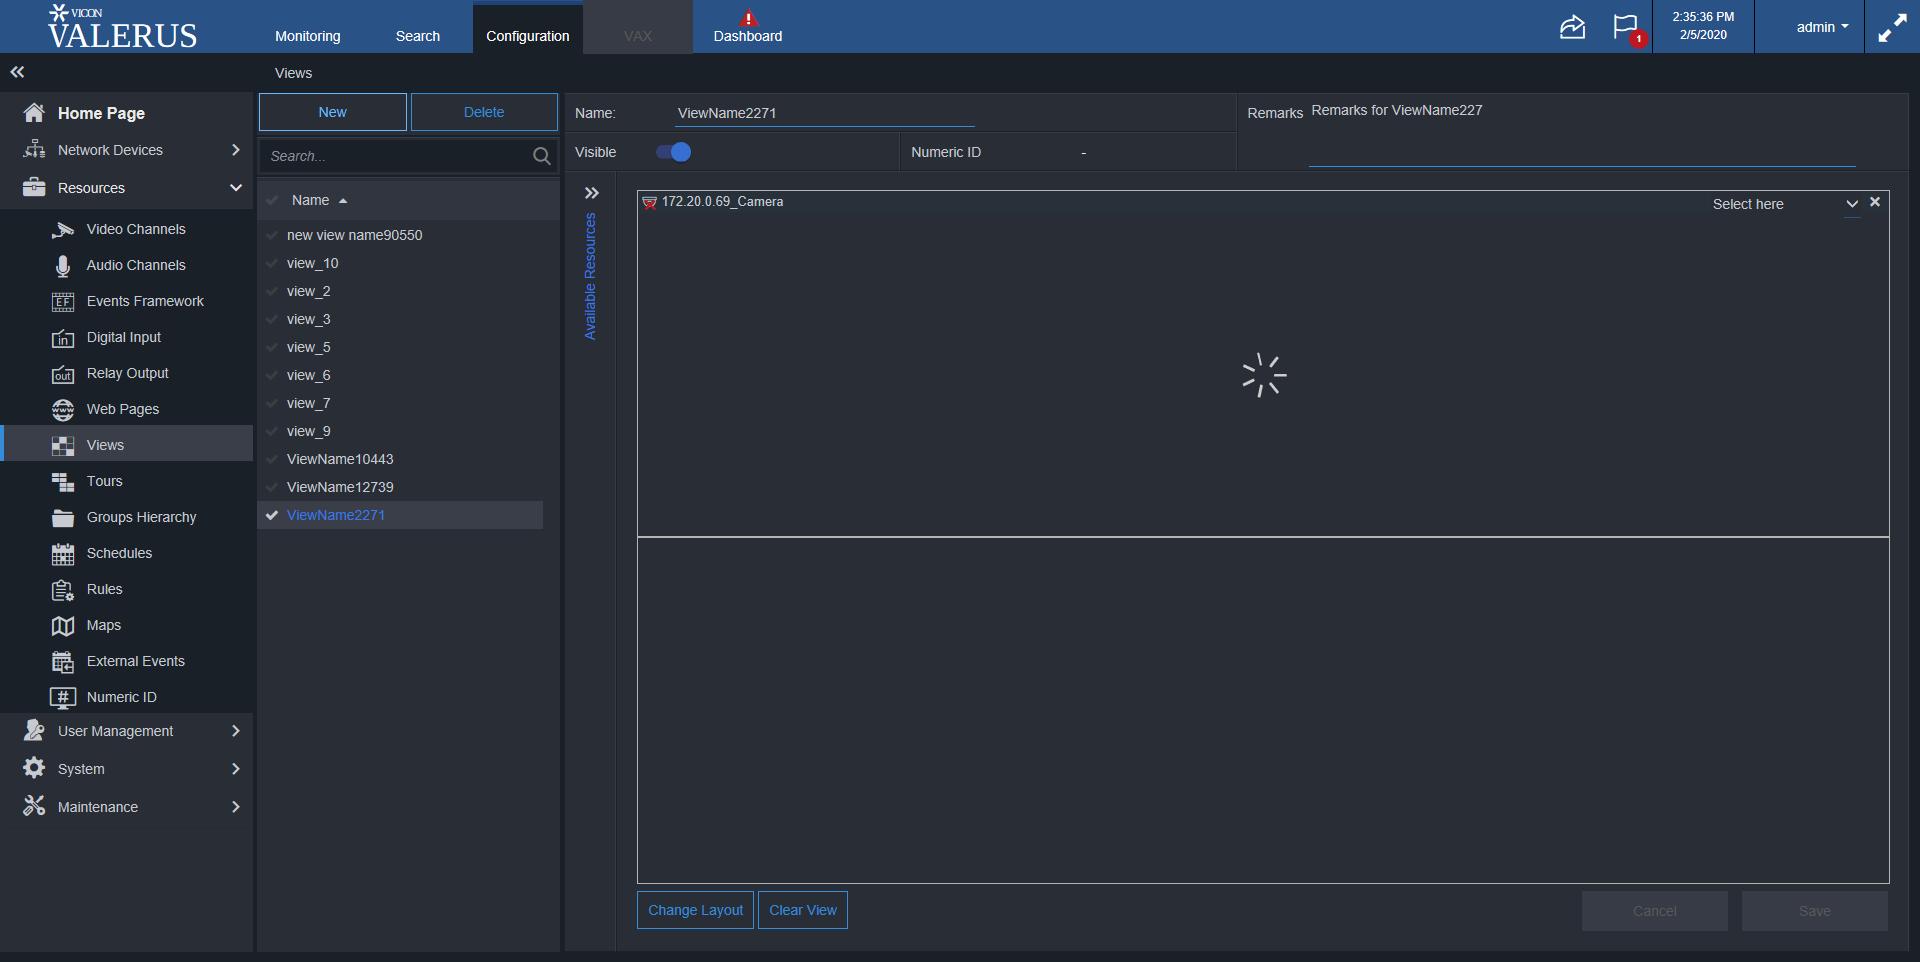 VICON
VALERUS
Monitoring
Search
Configuration
VAX
Dashboard
1
2:35:36 PM
2/5/2020
admin
Views
Home Page
Network Devices
Resources
Video Channels
Audio Channels
EF
Events Framework
in
Digital Input
out
Relay Output
www
Web Pages
Views
Tours
Groups Hierarchy
Schedules
Rules
Maps
External Events
#
Numeric ID
User Management
System
Maintenance
New
Delete
Search...
Name
new view name90550
view_10
view_2
view_3
view_5
view_6
view_7
view_9
ViewName10443
ViewName12739
ViewName2271
Name:
ViewName2271
Remarks
Remarks for ViewName227
Visible
Numeric ID
-
Available Resources
172.20.0.69_Camera
Select here
Change Layout
Clear View
Cancel
Save